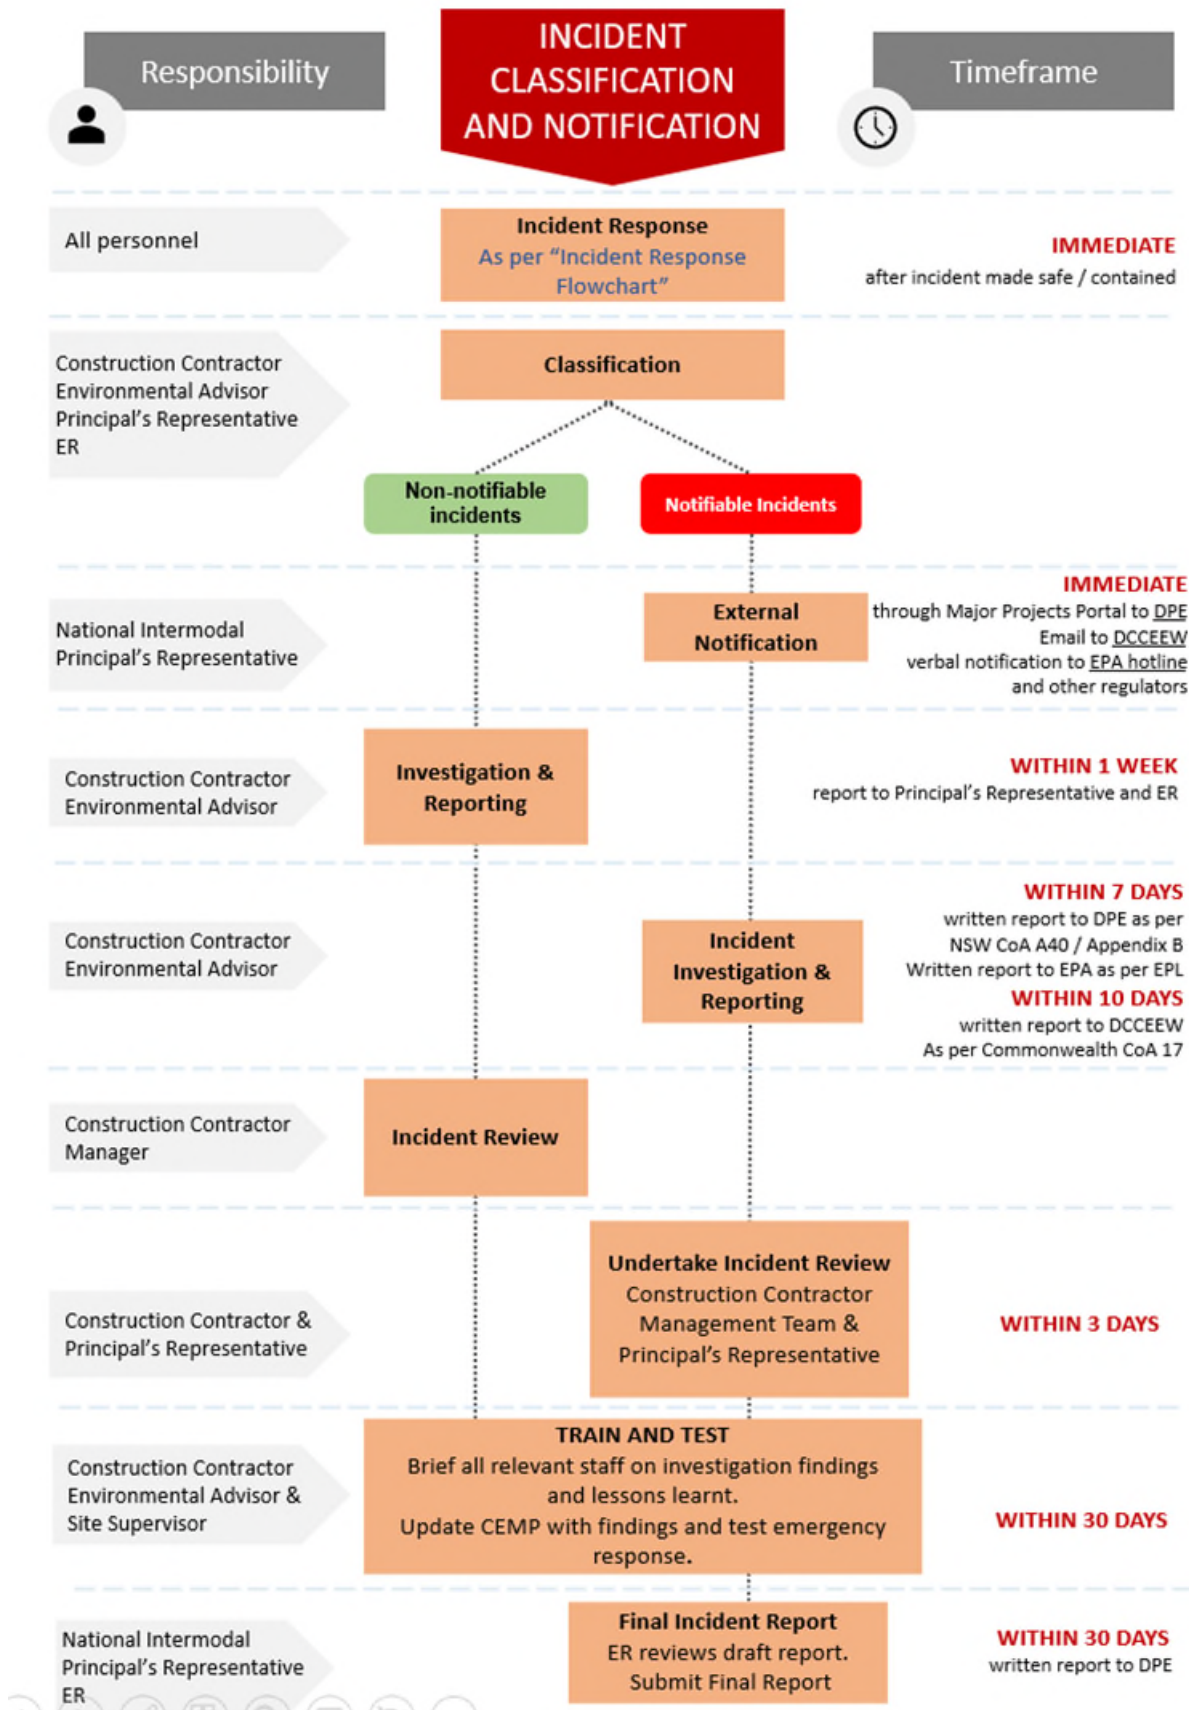 Responsibility
INCIDENT
CLASSIFICATION
AND NOTIFICATION
Timeframe
All personnel
Incident Response
As per “Incident Response
Flowchart”
IMMEDIATE
after incident made safe / contained
Construction Contractor
Environmental Advisor
Principal’s Representative
ER
Classification
Non-notifiable
incidents
Notifiable Incidents
National Intermodal
Principal’s Representative
External
Notification
IMMEDIATE
through Major Projects Portal to DPE
Email to DCCEEW
verbal notification to EPA hotline
and other regulators
Construction Contractor
Environmental Advisor
Investigation &
Reporting
WITHIN 1 WEEK
report to Principal’s Representative and ER
Construction Contractor
Environmental Advisor
Incident
Investigation &
Reporting
WITHIN 7 DAYS
written report to DPE as per
NSW CoA A40 / Appendix B
Written report to EPA as per EPL
WITHIN 10 DAYS
written report to DCCEEW
As per Commonwealth CoA 17
Construction Contractor
Manager
Incident Review
Construction Contractor &
Principal’s Representative
Undertake Incident Review
Construction Contractor
Management Team &
Principal’s Representative
WITHIN 3 DAYS
Construction Contractor
Environmental Advisor &
Site Supervisor
TRAIN AND TEST
Brief all relevant staff on investigation findings
and lessons learnt.
Update CEMP with findings and test emergency
response.
WITHIN 30 DAYS
National Intermodal
Principal’s Representative
ER
Final Incident Report
ER reviews draft report.
Submit Final Report
WITHIN 30 DAYS
written report to DPE